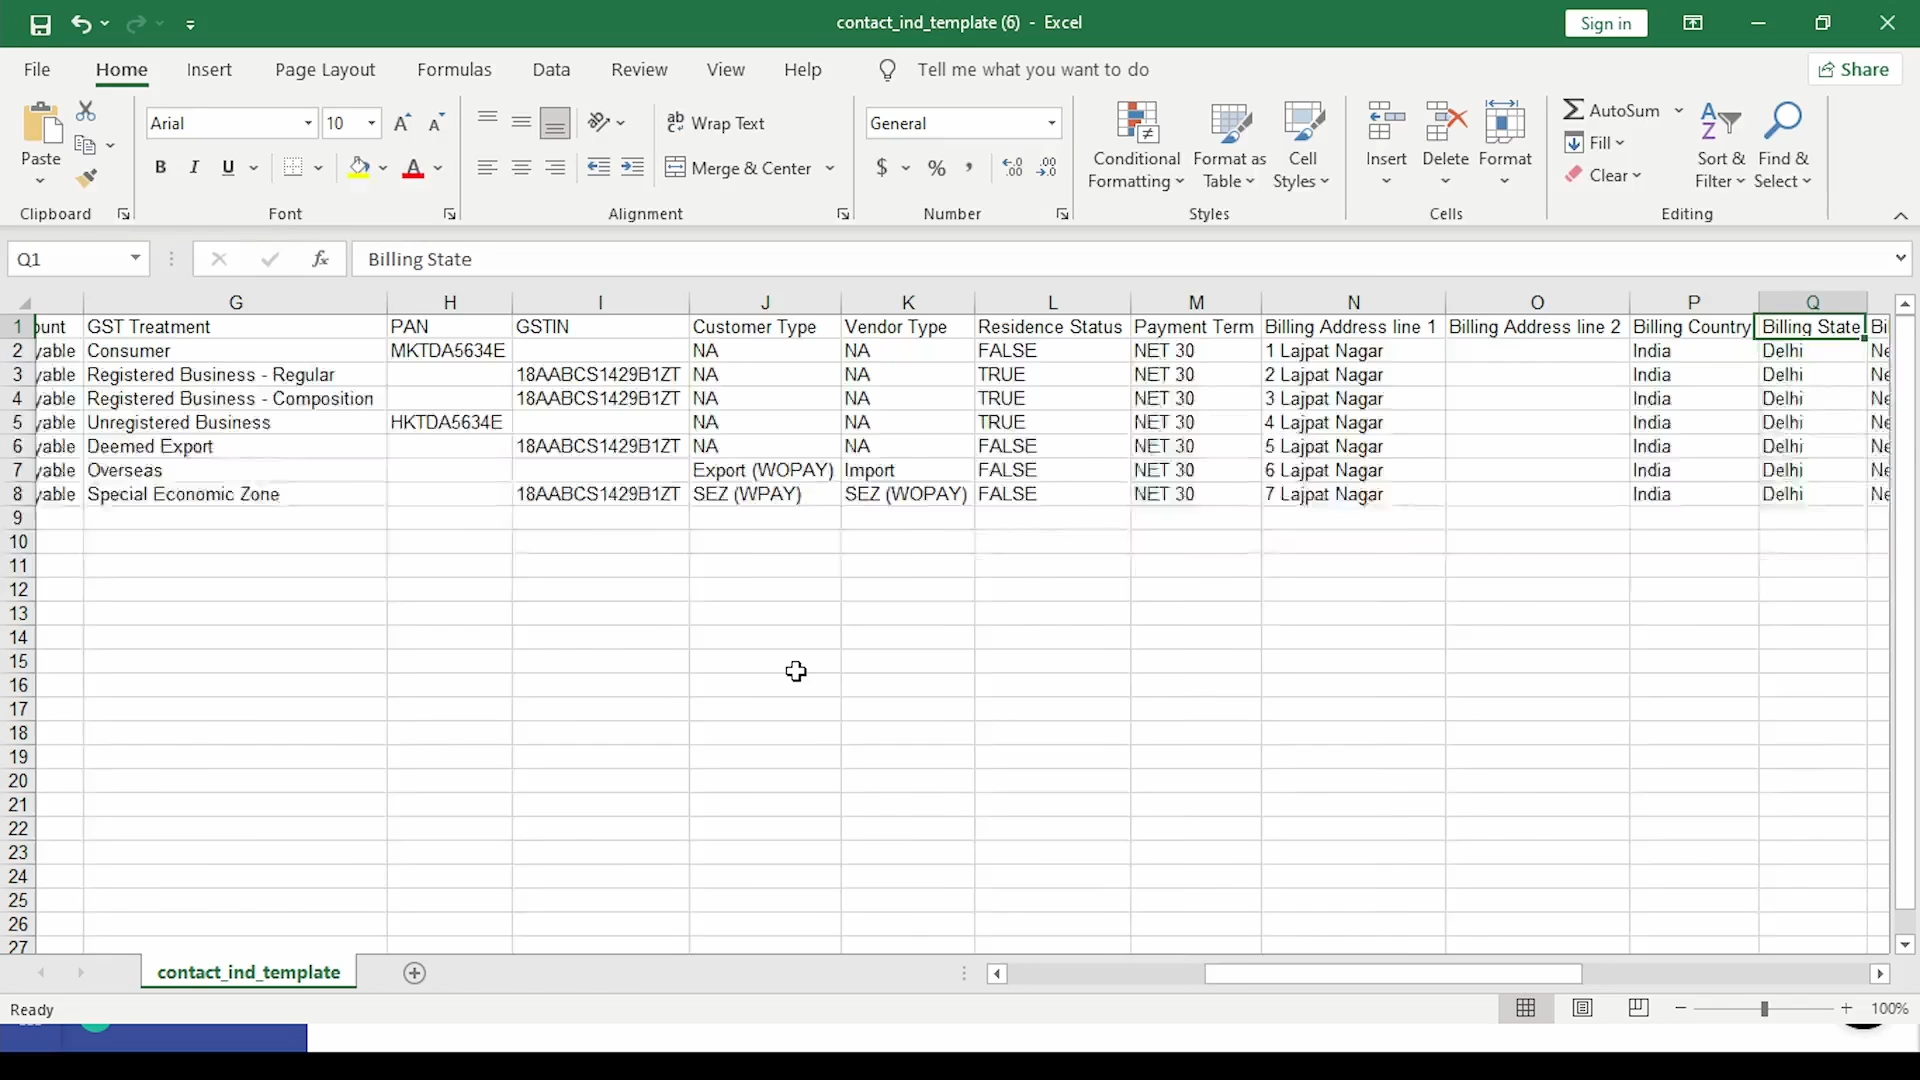 contact_ind_template (6) - Excel
Sign in
File Home Insert Page Layout Formulas Data Review View Help Tell me what you want to do Share
Paste
Clipboard
Arial 10
B I U A
Font
Wrap Text
Merge & Center
Alignment
General
$ % ,
Number
Conditional Formatting
Format as Table
Cell Styles
Styles
Insert Delete Format
Cells
AutoSum
Fill
Clear
Sort & Filter
Find & Select
Editing
Q1 fx Billing State
G H I J K L M N O P Q
1 ount GST Treatment PAN GSTIN Customer Type Vendor Type Residence Status Payment Term Billing Address line 1 Billing Address line 2 Billing Country Billing State Bi
2 yable Consumer MKTDA5634E NA NA FALSE NET 30 1 Lajpat Nagar India Delhi Ne
3 yable Registered Business - Regular 18AABCS1429B1ZT NA NA TRUE NET 30 2 Lajpat Nagar India Delhi Ne
4 yable Registered Business - Composition 18AABCS1429B1ZT NA NA TRUE NET 30 3 Lajpat Nagar India Delhi Ne
5 yable Unregistered Business HKTDA5634E NA NA TRUE NET 30 4 Lajpat Nagar India Delhi Ne
6 yable Deemed Export 18AABCS1429B1ZT NA NA FALSE NET 30 5 Lajpat Nagar India Delhi Ne
7 yable Overseas Export (WOPAY) Import FALSE NET 30 6 Lajpat Nagar India Delhi Ne
8 yable Special Economic Zone 18AABCS1429B1ZT SEZ (WPAY) SEZ (WOPAY) FALSE NET 30 7 Lajpat Nagar India Delhi Ne
9
10
11
12
13
14
15
16
17
18
19
20
21
22
23
24
25
26
27
contact_ind_template
Ready
100%